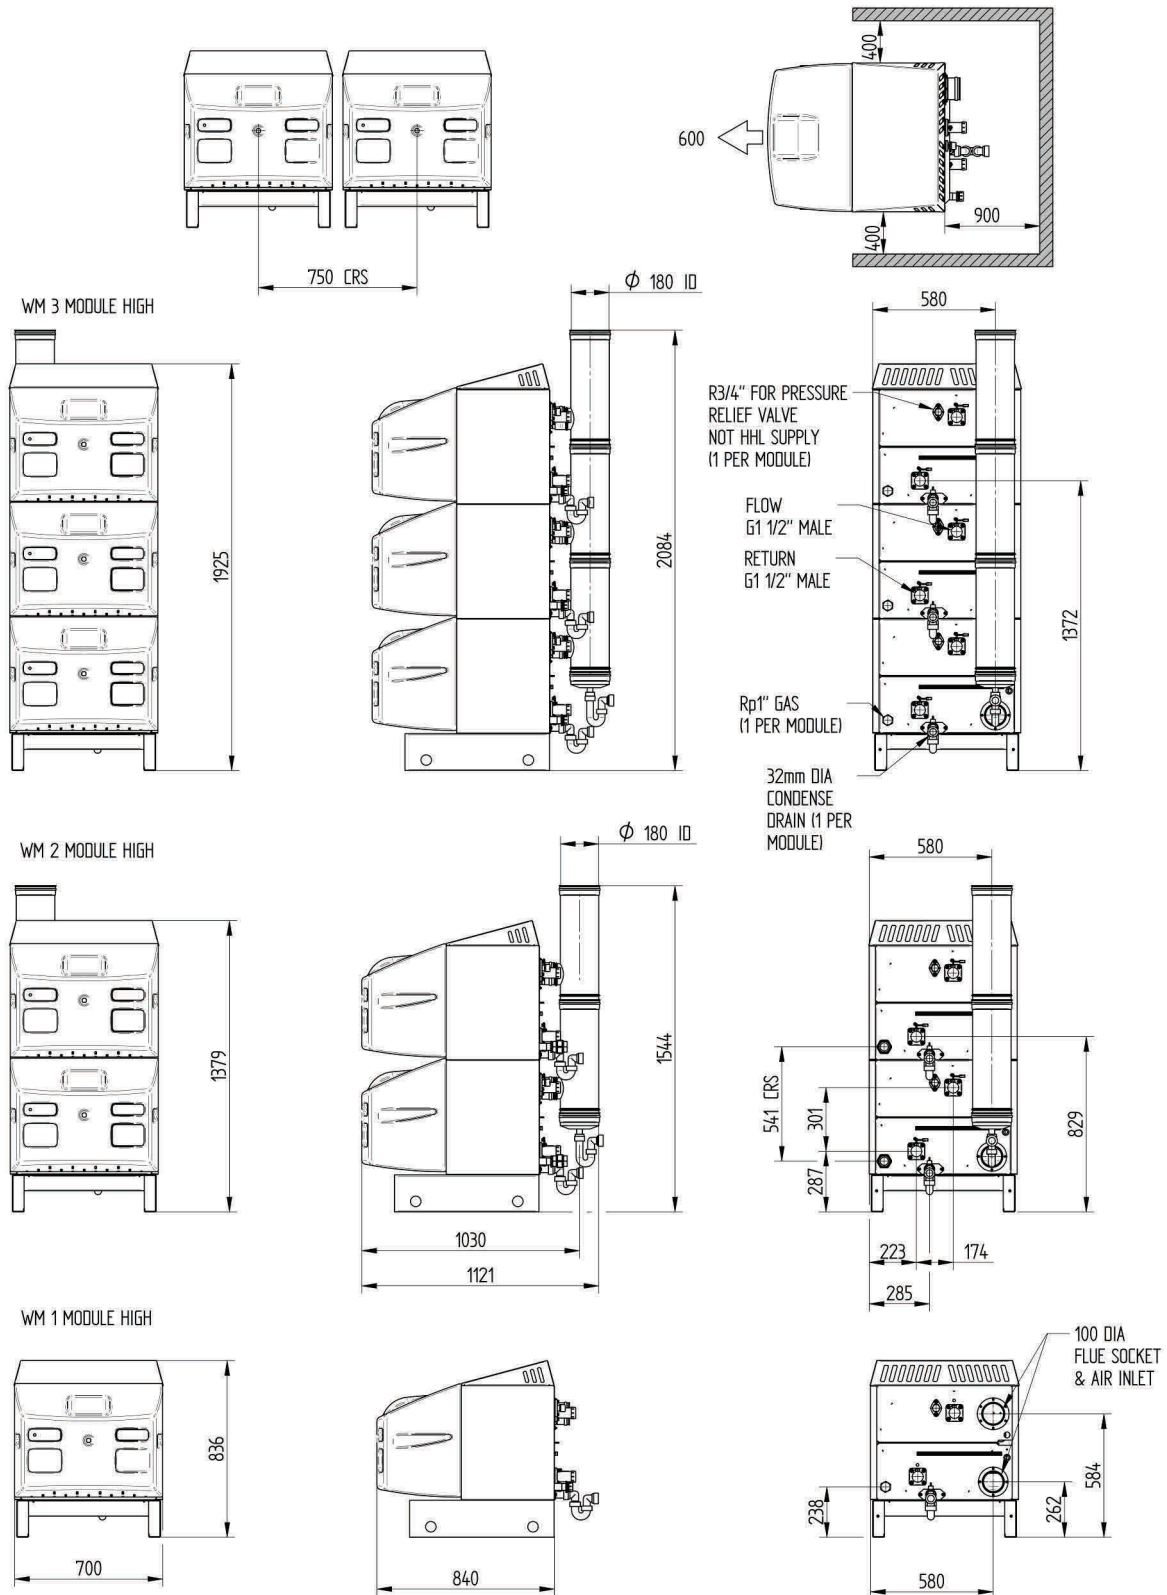 400
600
900
400
750 CRS
WM 3 MODULE HIGH
Φ 180 ID
580
1925
2084
R3/4" FOR PRESSURE
RELIEF VALVE
NOT HHL SUPPLY
(1 PER MODULE)
FLOW
G1 1/2" MALE
RETURN
G1 1/2" MALE
1372
Rp1" GAS
(1 PER MODULE)
32mm DIA
CONDENSE
DRAIN (1 PER
MODULE)
WM 2 MODULE HIGH
Φ 180 ID
580
1379
1544
541 CRS
301
287
829
1030
1121
223
174
285
WM 1 MODULE HIGH
100 DIA
FLUE SOCKET
& AIR INLET
836
584
238
262
700
840
580